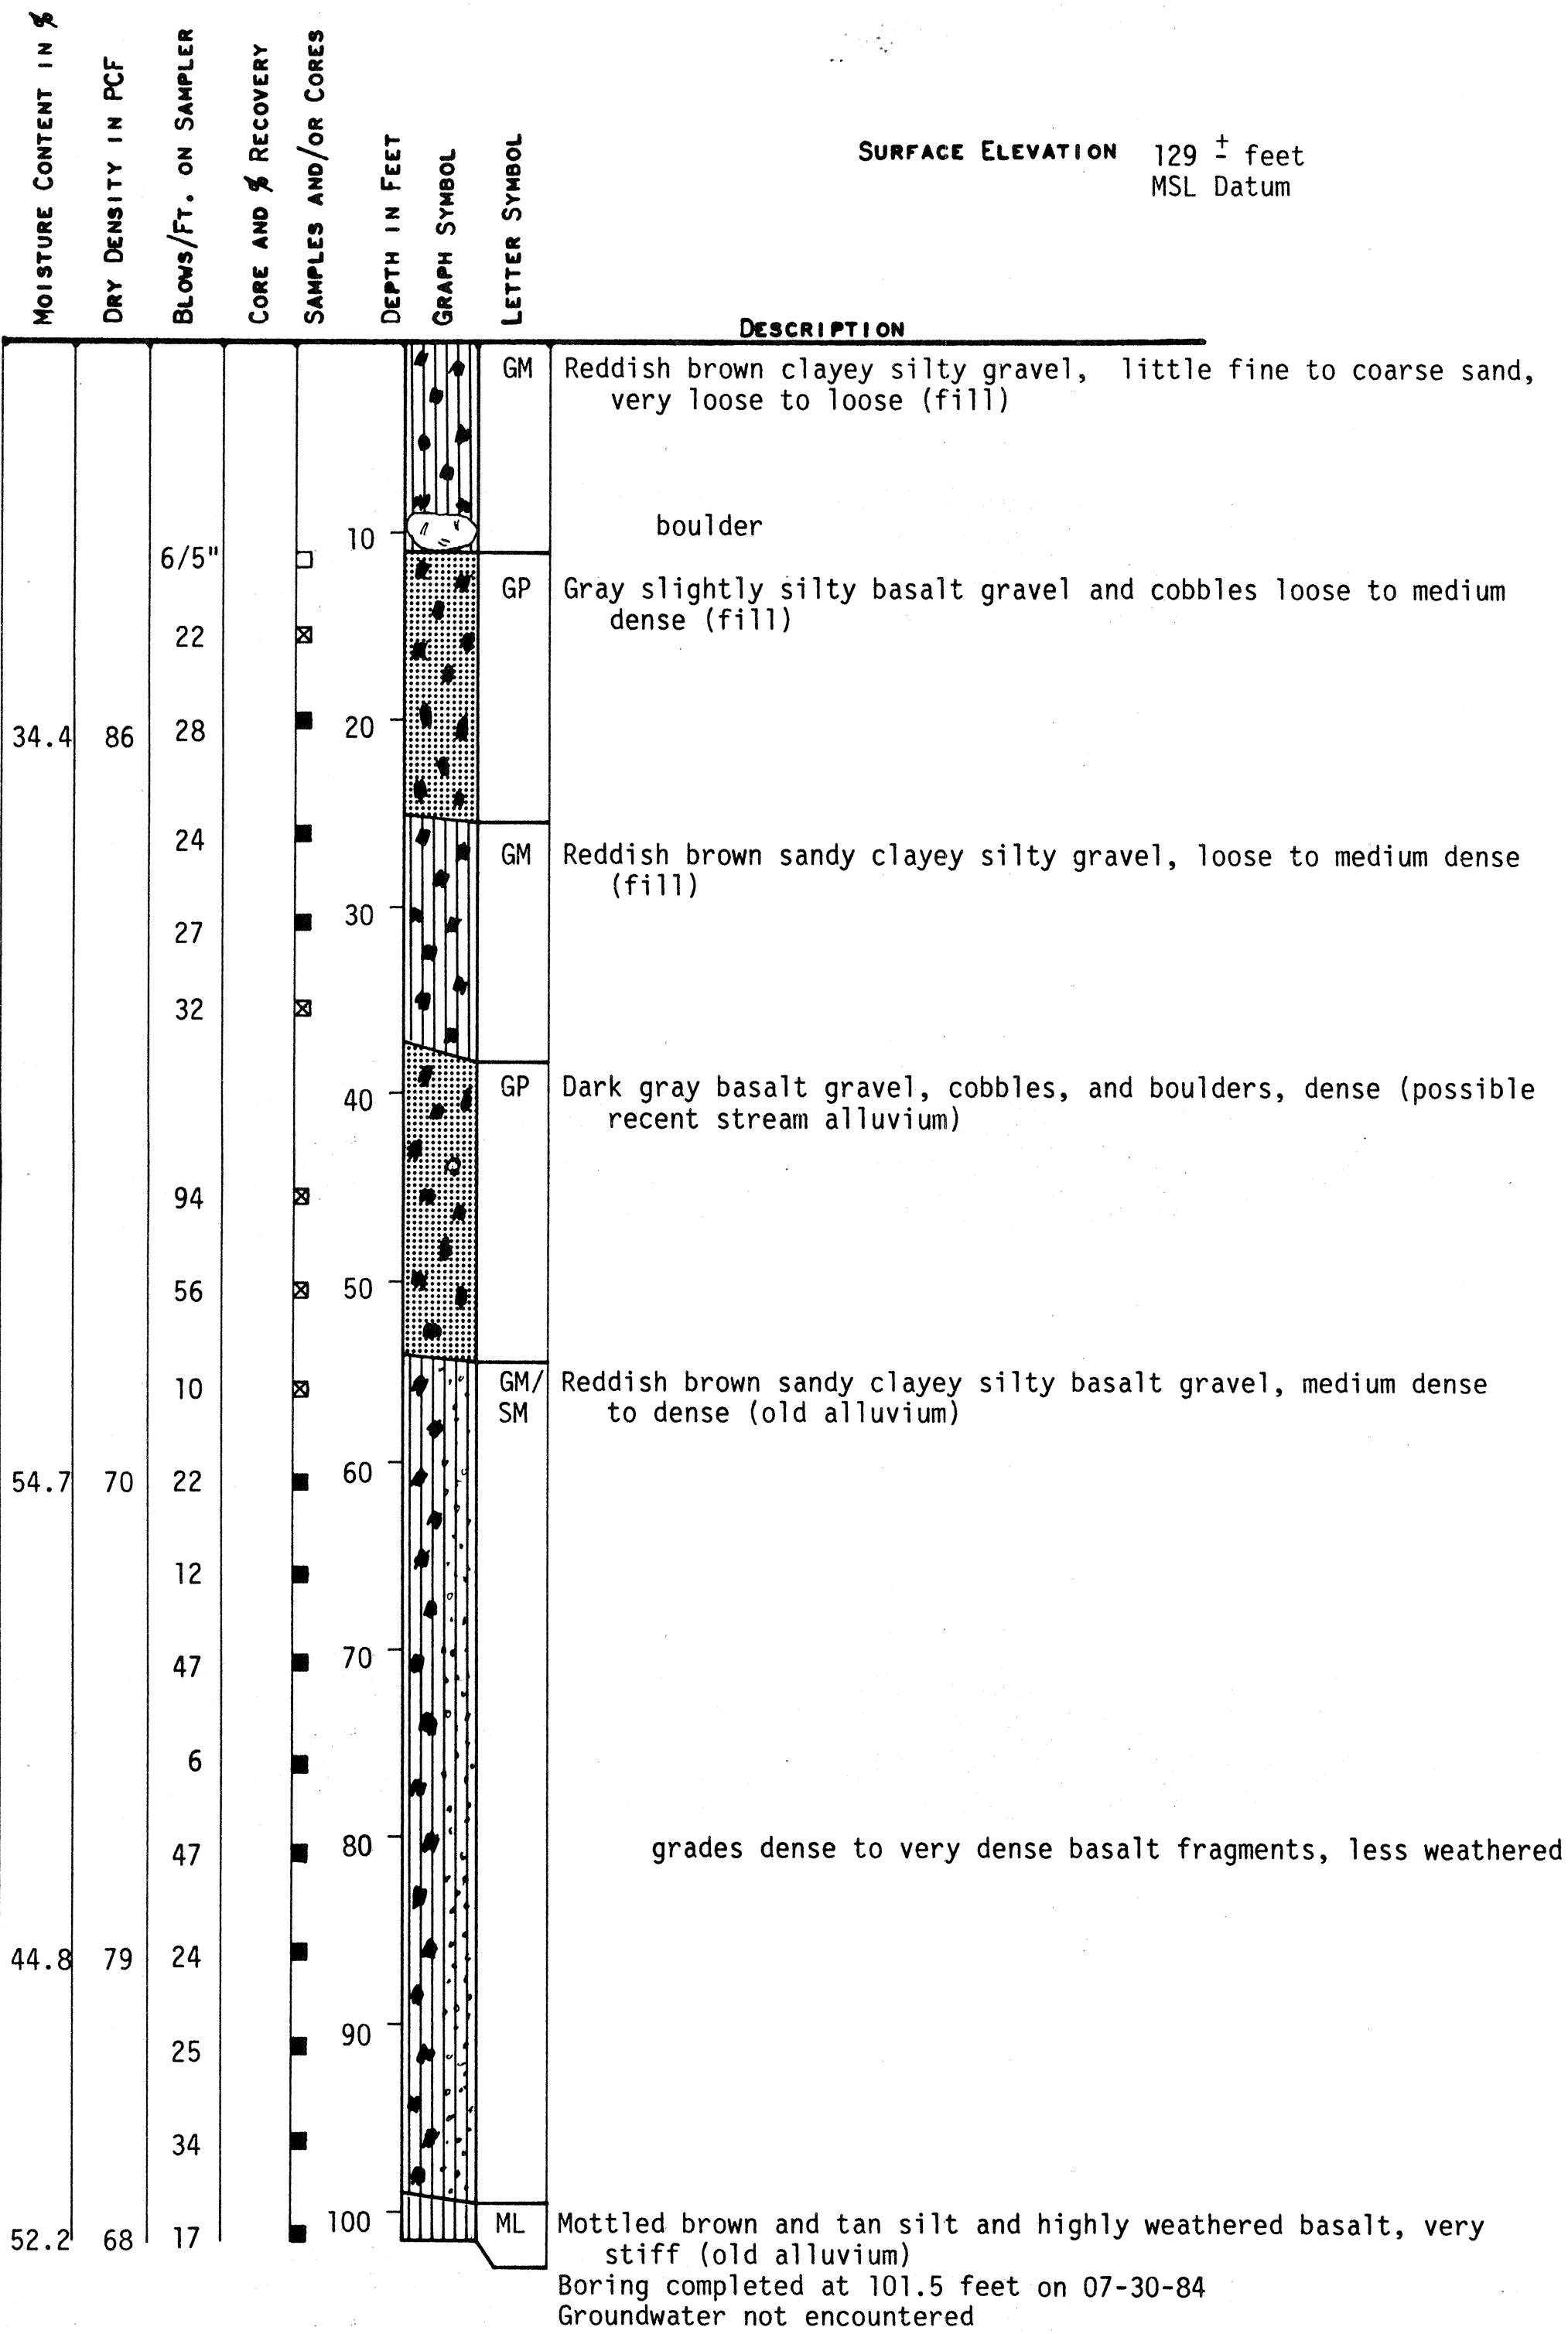 MOISTURE CONTENT IN %
DRY DENSITY IN PCF
BLOWS/FT. ON SAMPLER
CORE AND % RECOVERY
SAMPLES AND/OR CORES
DEPTH IN FEET
GRAPH SYMBOL
LETTER SYMBOL
SURFACE ELEVATION 129 ± feet
MSL Datum
DESCRIPTION
GM Reddish brown clayey silty gravel, little fine to coarse sand,
very loose to loose (fill)
10 boulder
6/5"
GP Gray slightly silty basalt gravel and cobbles loose to medium
dense (fill)
22
34.4 86 28 20
24
GM Reddish brown sandy clayey silty gravel, loose to medium dense
(fill)
30
27
32
40 GP Dark gray basalt gravel, cobbles, and boulders, dense (possible
recent stream alluvium)
94
56 50
10 GM/ Reddish brown sandy clayey silty basalt gravel, medium dense
SM to dense (old alluvium)
60
54.7 70 22
12
47 70
6
47 80 grades dense to very dense basalt fragments, less weathered
44.8 79 24
90
25
34
100 ML Mottled brown and tan silt and highly weathered basalt, very
52.2 68 17
stiff (old alluvium)
Boring completed at 101.5 feet on 07-30-84
Groundwater not encountered